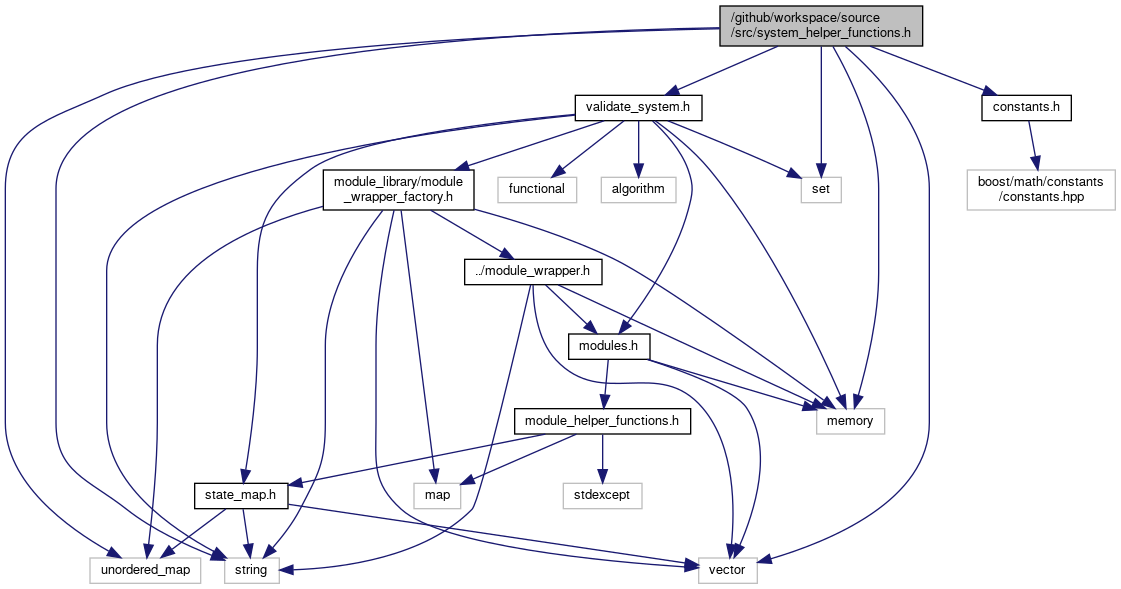 /github/workspace/source
/src/system_helper_functions.h
validate_system.h
constants.h
module_library/module
_wrapper_factory.h
functional
algorithm
set
boost/math/constants
/constants.hpp
../module_wrapper.h
modules.h
module_helper_functions.h
memory
state_map.h
map
stdexcept
unordered_map
string
vector